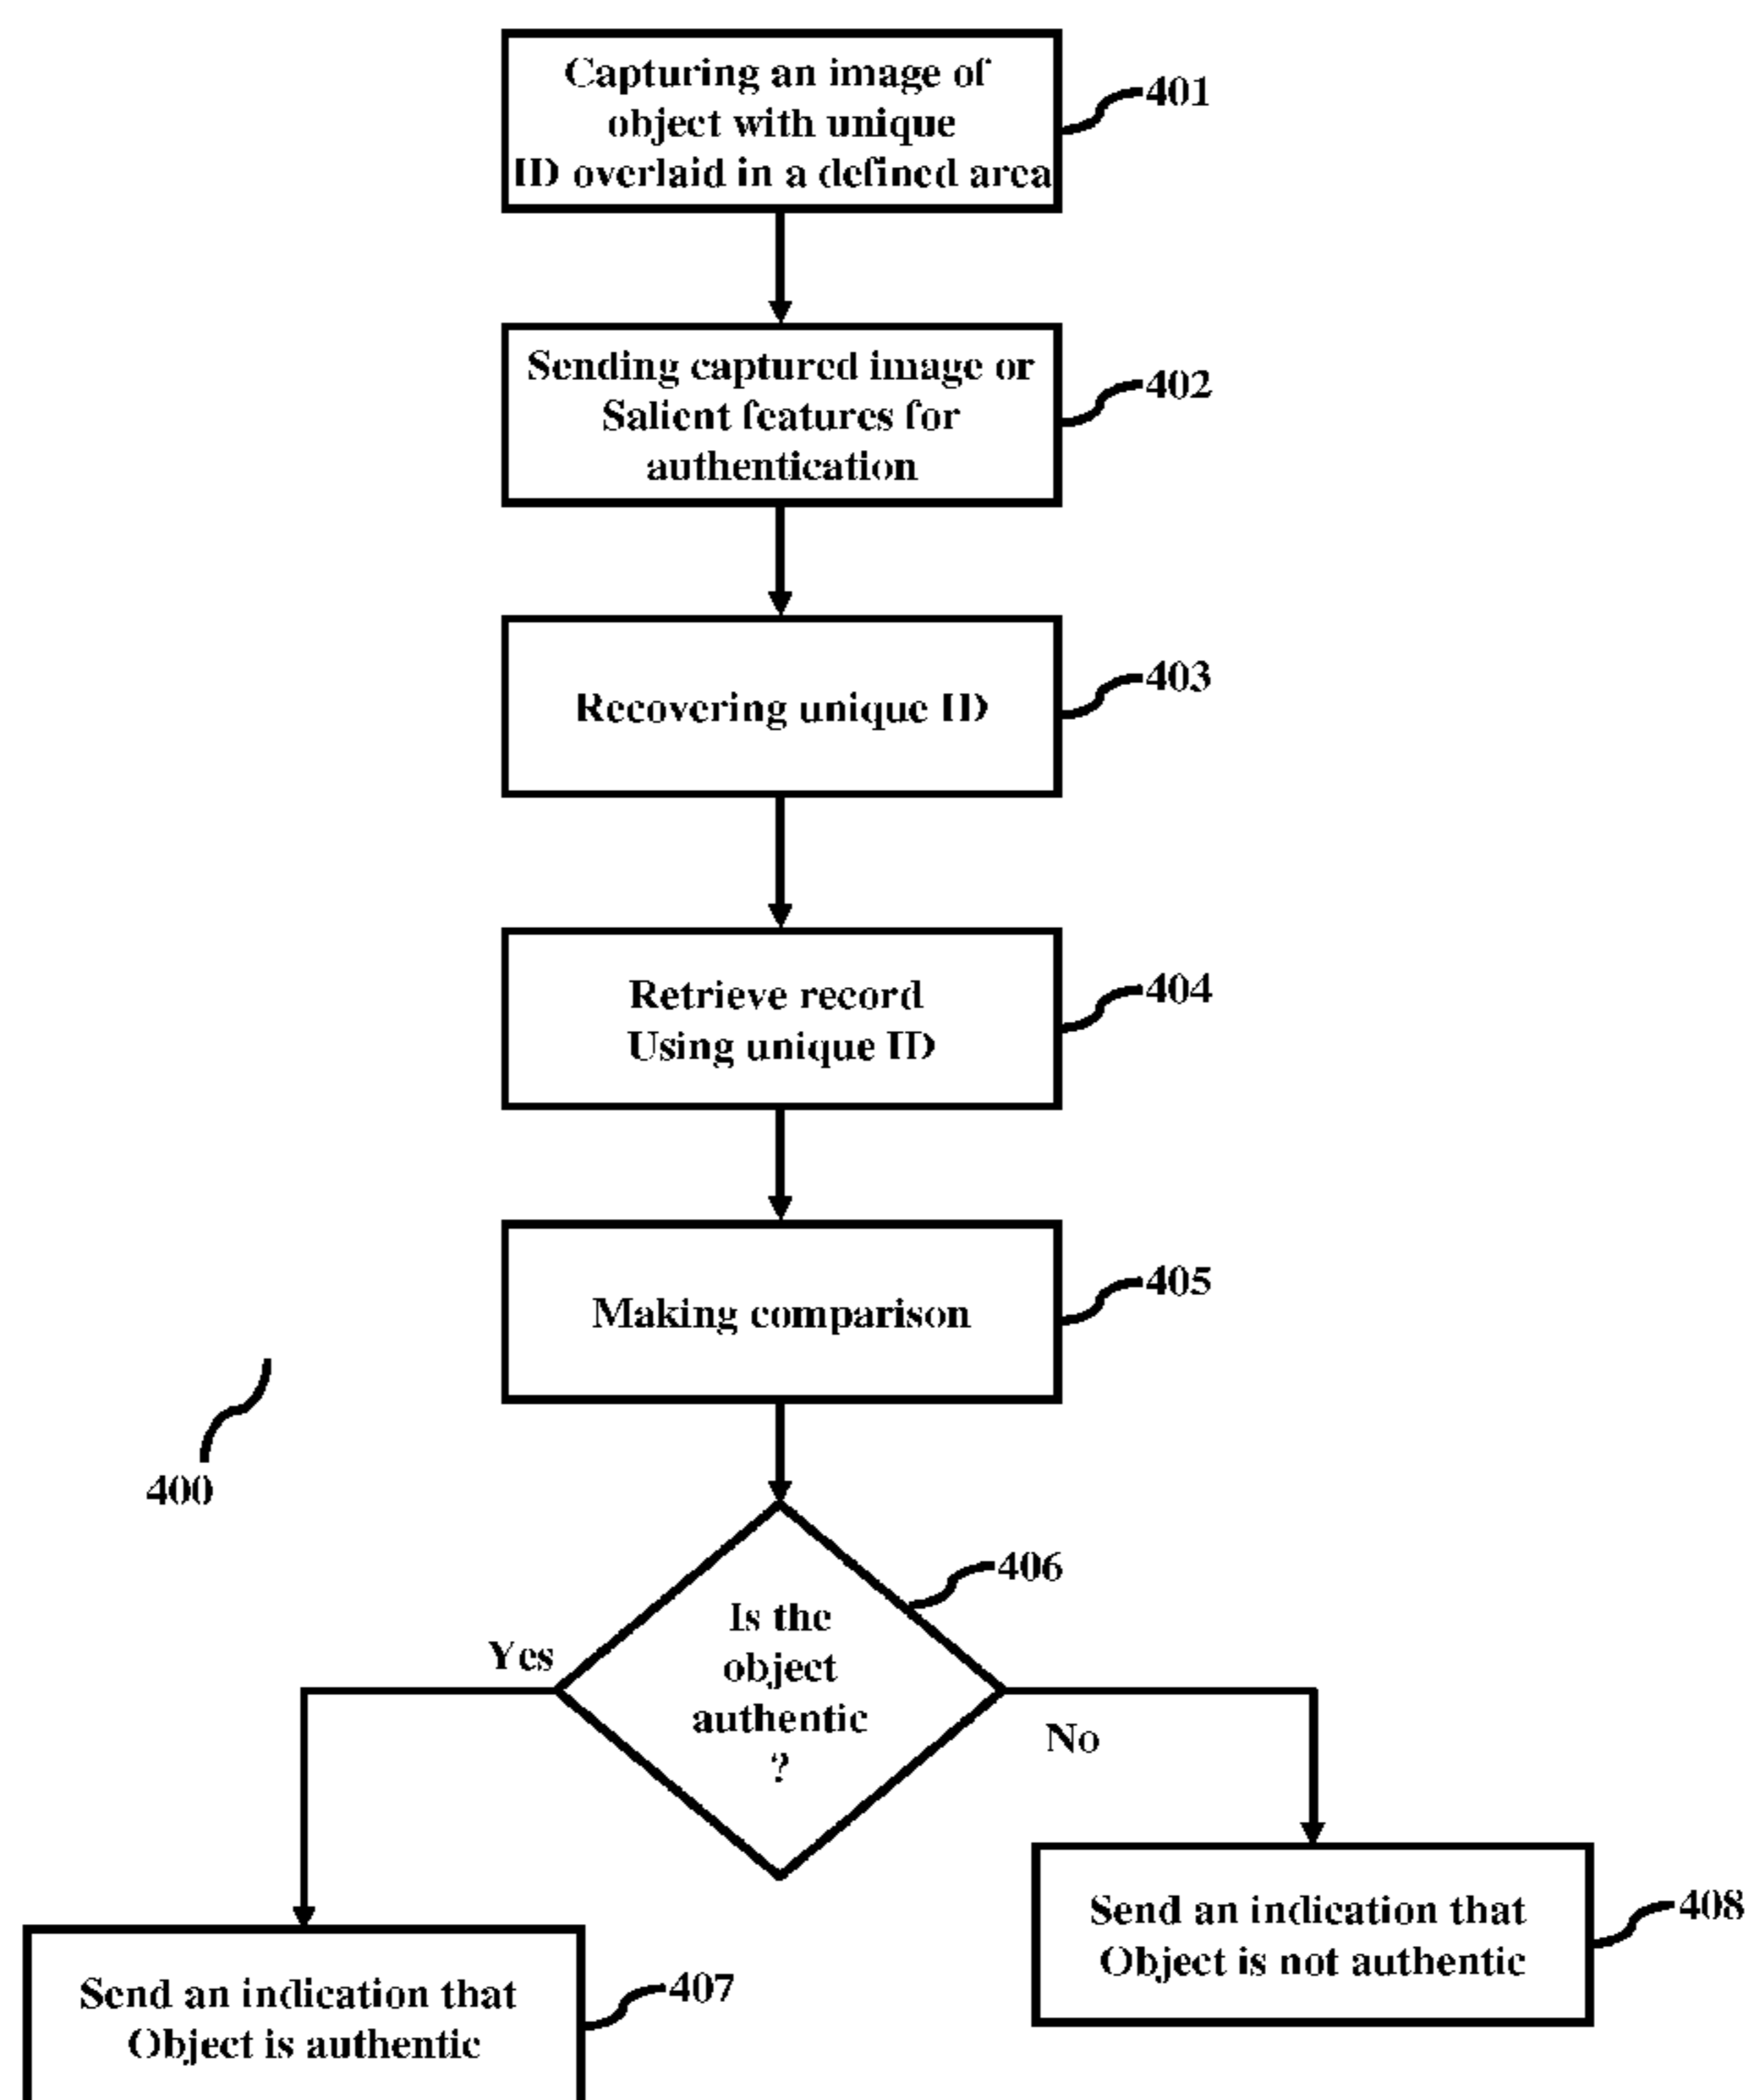 Capturing an image of
object with unique
ID overlaid in a defined area
401
Sending captured image or
Salient features for
authentication
402
Recovering unique ID
403
Retrieve record
Using unique ID
404
Making comparison
405
400
406
Is the
object
authentic
?
Yes
No
Send an indication that
Object is not authentic
408
Send an indication that
Object is authentic
407